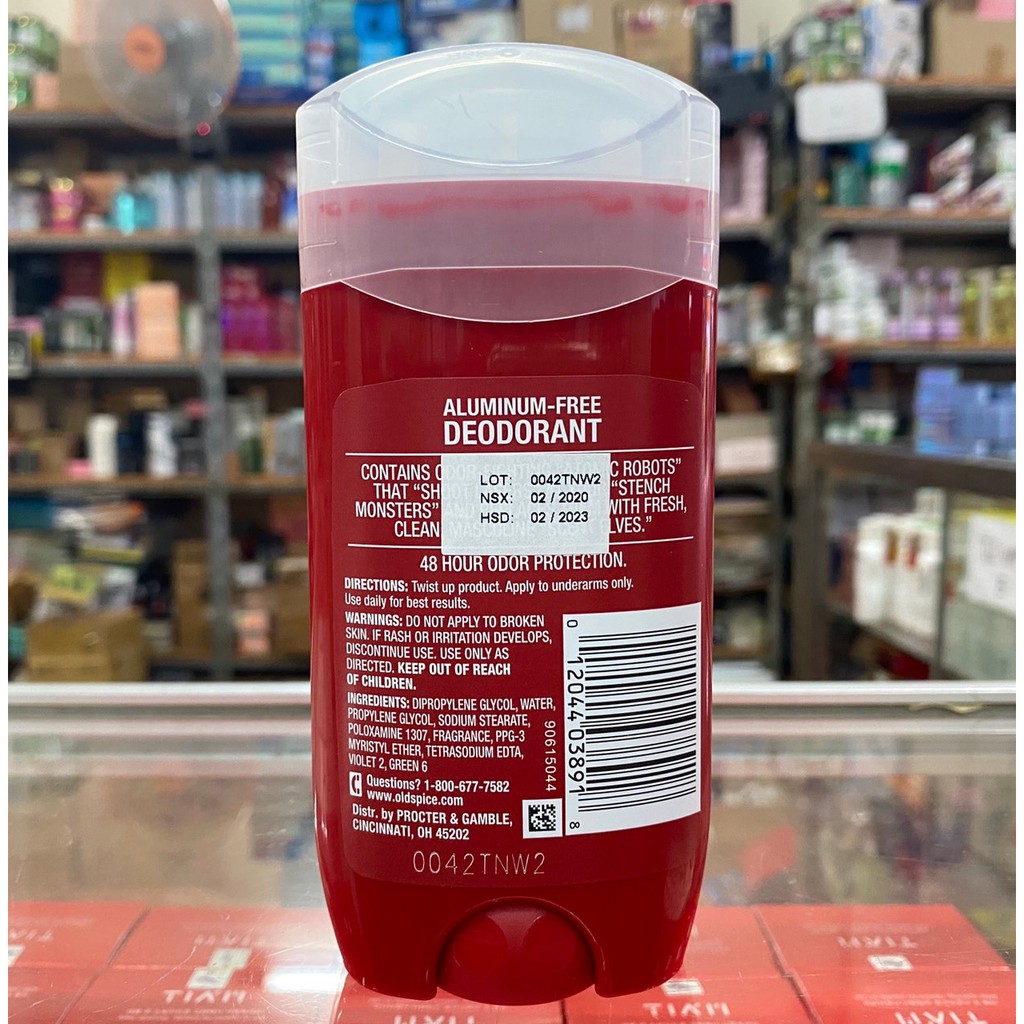 ALUMINUM-FREE
DEODORANT
CONTAINS C ROBOTS"
THAT "SH "STENCH
MONSTERS" WITH FRESH,
CLEAN LVES."
LOT: 0042TNW2
NSX: 02 / 2020
HSD: 02 / 2023
48 HOUR ODOR PROTECTION.
DIRECTIONS: Twist up product. Apply to underarms only.
Use daily for best results.
WARNINGS: DO NOT APPLY TO BROKEN
SKIN. IF RASH OR IRRITATION DEVELOPS,
DISCONTINUE USE. USE ONLY AS
DIRECTED. KEEP OUT OF REACH
OF CHILDREN.
INGREDIENTS: DIPROPYLENE GLYCOL, WATER,
PROPYLENE GLYCOL, SODIUM STEARATE,
POLOXAMINE 1307, FRAGRANCE, PPG-3
MYRISTYL ETHER, TETRASODIUM EDTA,
VIOLET 2, GREEN 6
Questions? 1-800-677-7582
www.oldspice.com
Distr. by PROCTER & GAMBLE,
CINCINNATI, OH 45202
90615044
0 12044 03891 8
0042TNW2
TIAM
TIAM
TIAM
TIAM
TIAM